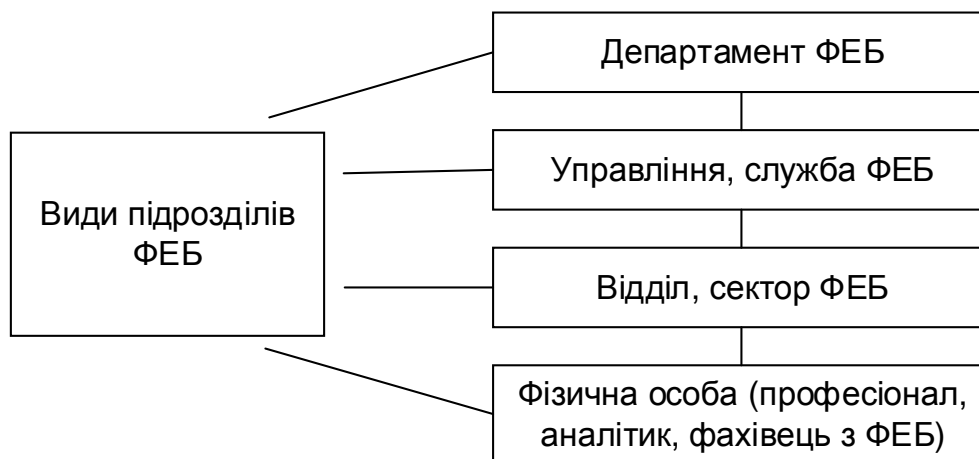 Види підрозділів
ФЕБ
Департамент ФЕБ
Управління, служба ФЕБ
Відділ, сектор ФЕБ
Фізична особа (професіонал,
аналітик, фахівець з ФЕБ)